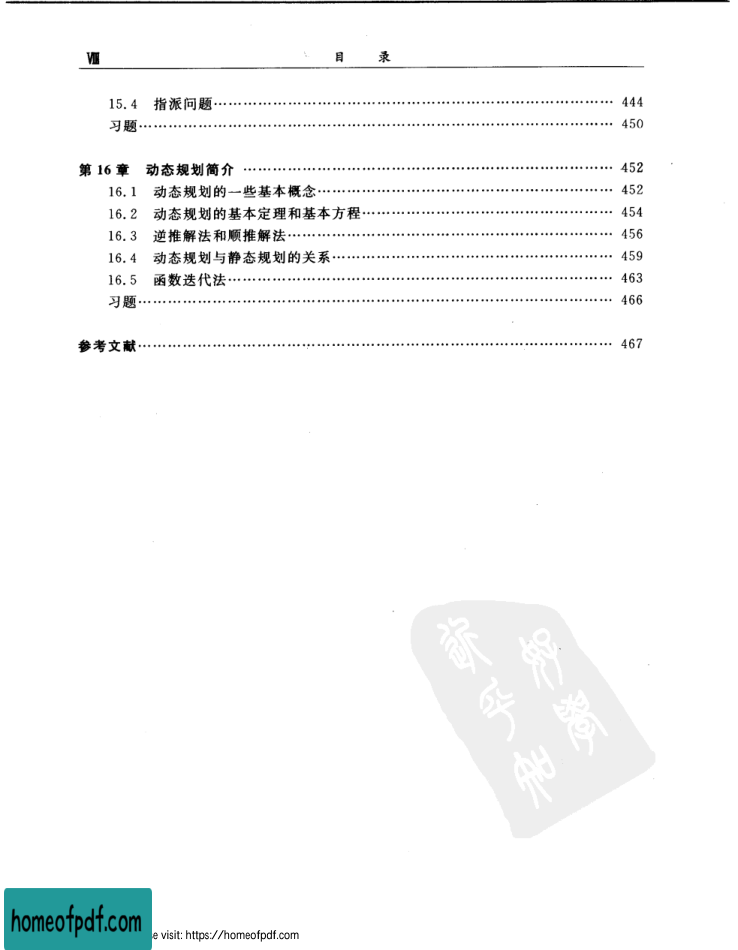 Ⅷ 目 录
15.4 指派问题………………………………………………………………… 444
习题………………………………………………………………………………… 450
第 16 章 动态规划简介 ……………………………………………………………… 452
16.1 动态规划的一些基本概念…………………………………………………… 452
16.2 动态规划的基本定理和基本方程…………………………………………… 454
16.3 逆推解法和顺推解法………………………………………………………… 456
16.4 动态规划与静态规划的关系………………………………………………… 459
16.5 函数迭代法…………………………………………………………………… 463
习题………………………………………………………………………………… 466
参考文献……………………………………………………………………………… 467
homeofpdf.com
e visit: https://homeofpdf.com